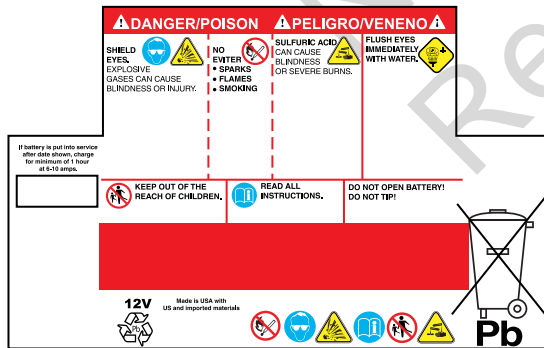 DANGER/POISON
PELIGRO/VENENO
SHIELD
EYES.
EXPLOSIVE
GASES CAN CAUSE
BLINDNESS OR INJURY.
NO
EVITER
• SPARKS
• FLAMES
• SMOKING
SULFURIC ACID
CAN CAUSE
BLINDNESS
OR SEVERE BURNS.
FLUSH EYES
IMMEDIATELY
WITH WATER.
If battery is put into service
after date shown, charge
for minimum of 1 hour
at 6-10 amps.
KEEP OUT OF THE
REACH OF CHILDREN.
READ ALL
INSTRUCTIONS.
DO NOT OPEN BATTERY!
DO NOT TIP!
12V
Pb
Made is USA with
US and imported materials
Pb
Re